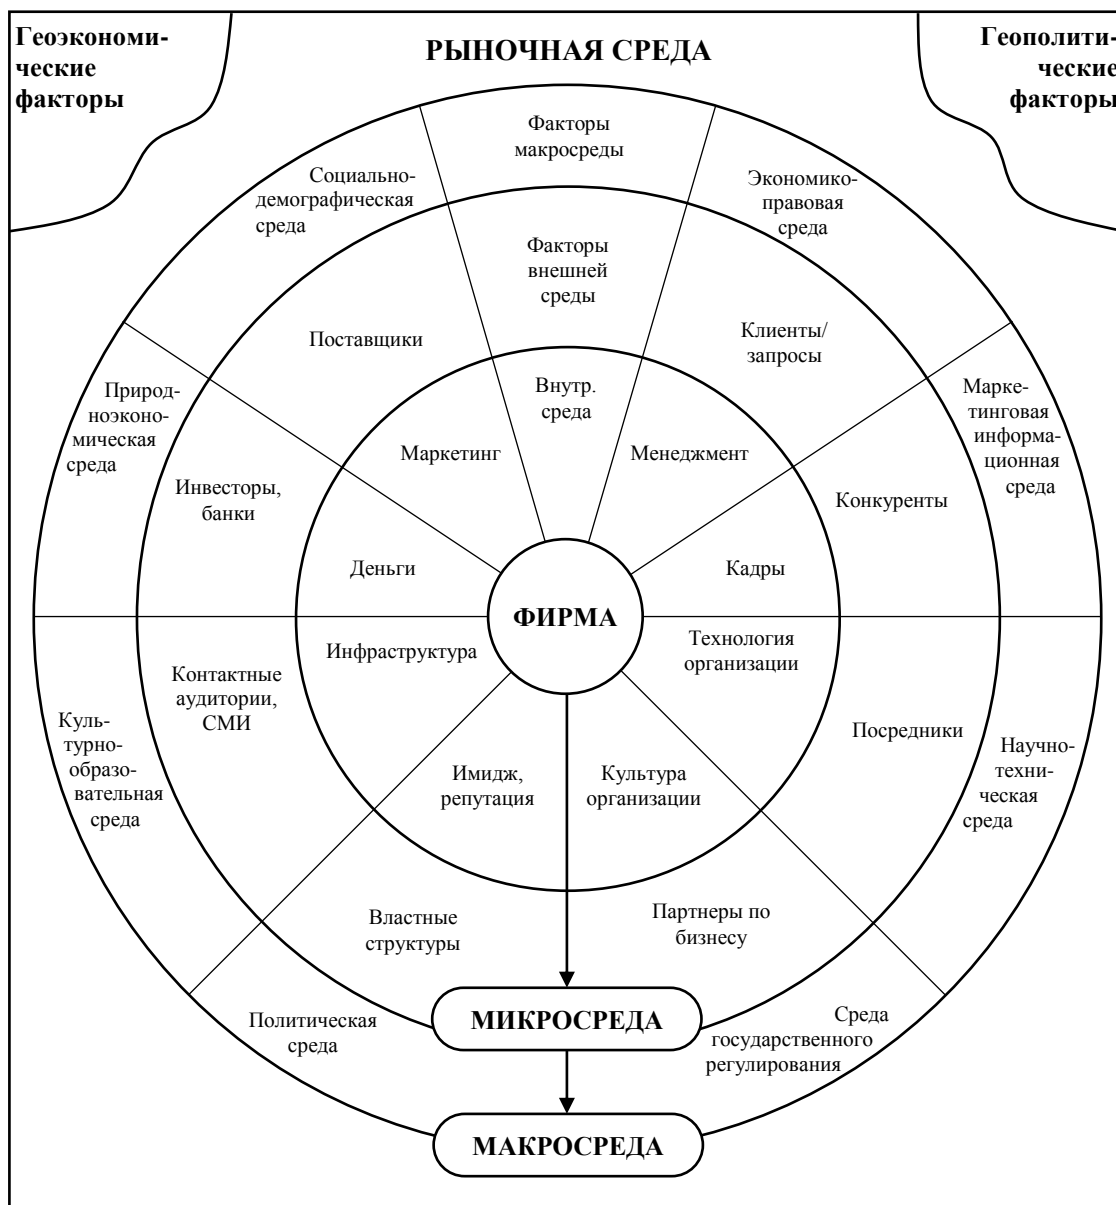 Геоэкономи-
ческие
факторы
РЫНОЧНАЯ СРЕДА
Геополити-
ческие
факторы
Факторы
макросреды
Социально-
демографическая
среда
Экономико-
правовая
среда
Факторы
внешней
среды
Поставщики
Клиенты/
запросы
Природ-
ноэконо-
мическая
среда
Внутр.
среда
Марке-
тинговая
информа-
ционная
среда
Маркетинг
Менеджмент
Инвесторы,
банки
Конкуренты
Деньги
Кадры
ФИРМА
Инфраструктура
Технология
организации
Контактные
аудитории,
СМИ
Посредники
Куль-
турно-
образо-
вательная
среда
Научно-
техни-
ческая
среда
Имидж,
репутация
Культура
организации
Властные
структуры
Партнеры по
бизнесу
МИКРОСРЕДА
Политическая
среда
Среда
государственного
регулирования
МАКРОСРЕДА